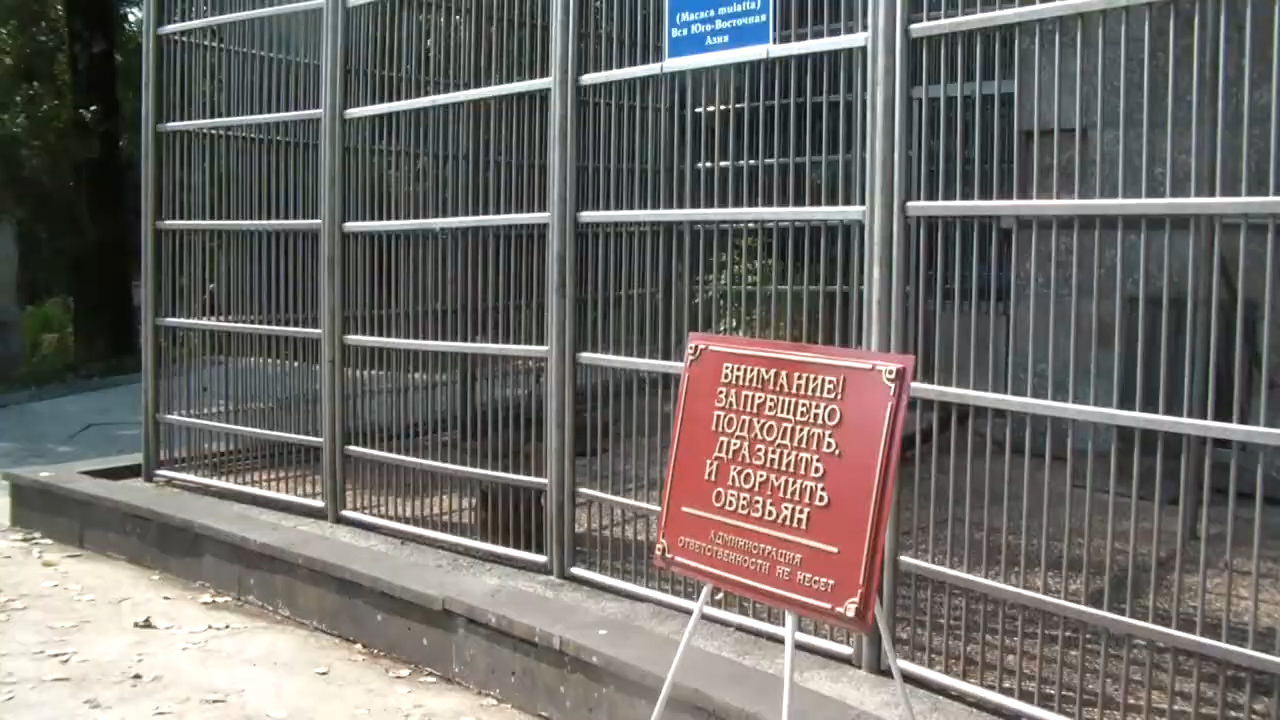 (Macaca mulatta)
Вся Юго-Восточная
Азия
ВНИМАНИЕ!
ЗАПРЕЩЕНО
ПОДХОДИТЬ,
ДРАЗНИТЬ
И КОРМИТЬ
ОБЕЗЬЯН
АДМИНИСТРАЦИЯ
ОТВЕТСТВЕННОСТИ НЕ НЕСЕТ